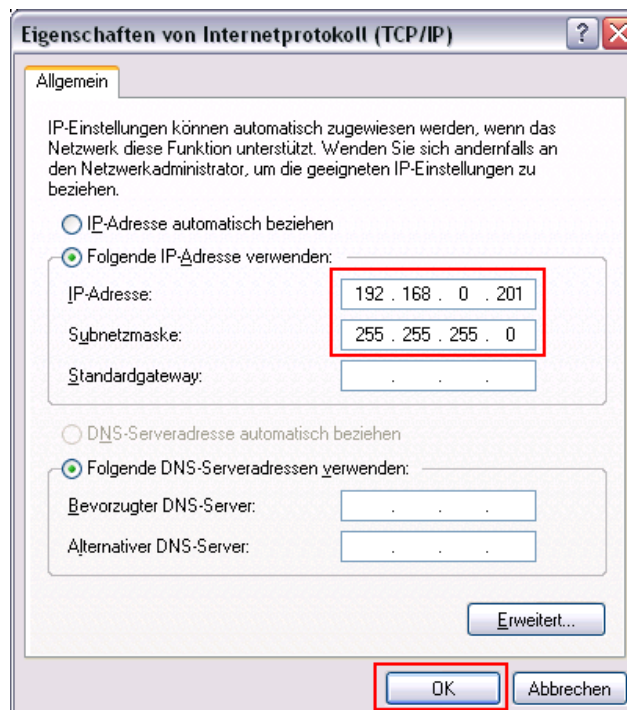 Eigenschaften von Internetprotokoll (TCP/IP)
?
Allgemein
IP-Einstellungen können automatisch zugewiesen werden, wenn das
Netzwerk diese Funktion unterstützt. Wenden Sie sich andernfalls an
den Netzwerkadministrator, um die geeigneten IP-Einstellungen zu
beziehen.
IP-Adresse automatisch beziehen
Folgende IP-Adresse verwenden:
IP-Adresse: 192 . 168 . 0 . 201
Subnetzmaske: 255 . 255 . 255 . 0
Standardgateway: . . .
DNS-Serveradresse automatisch beziehen
Folgende DNS-Serveradressen verwenden:
Bevorzugter DNS-Server: . . .
Alternativer DNS-Server: . . .
Erweitert...
OK Abbrechen